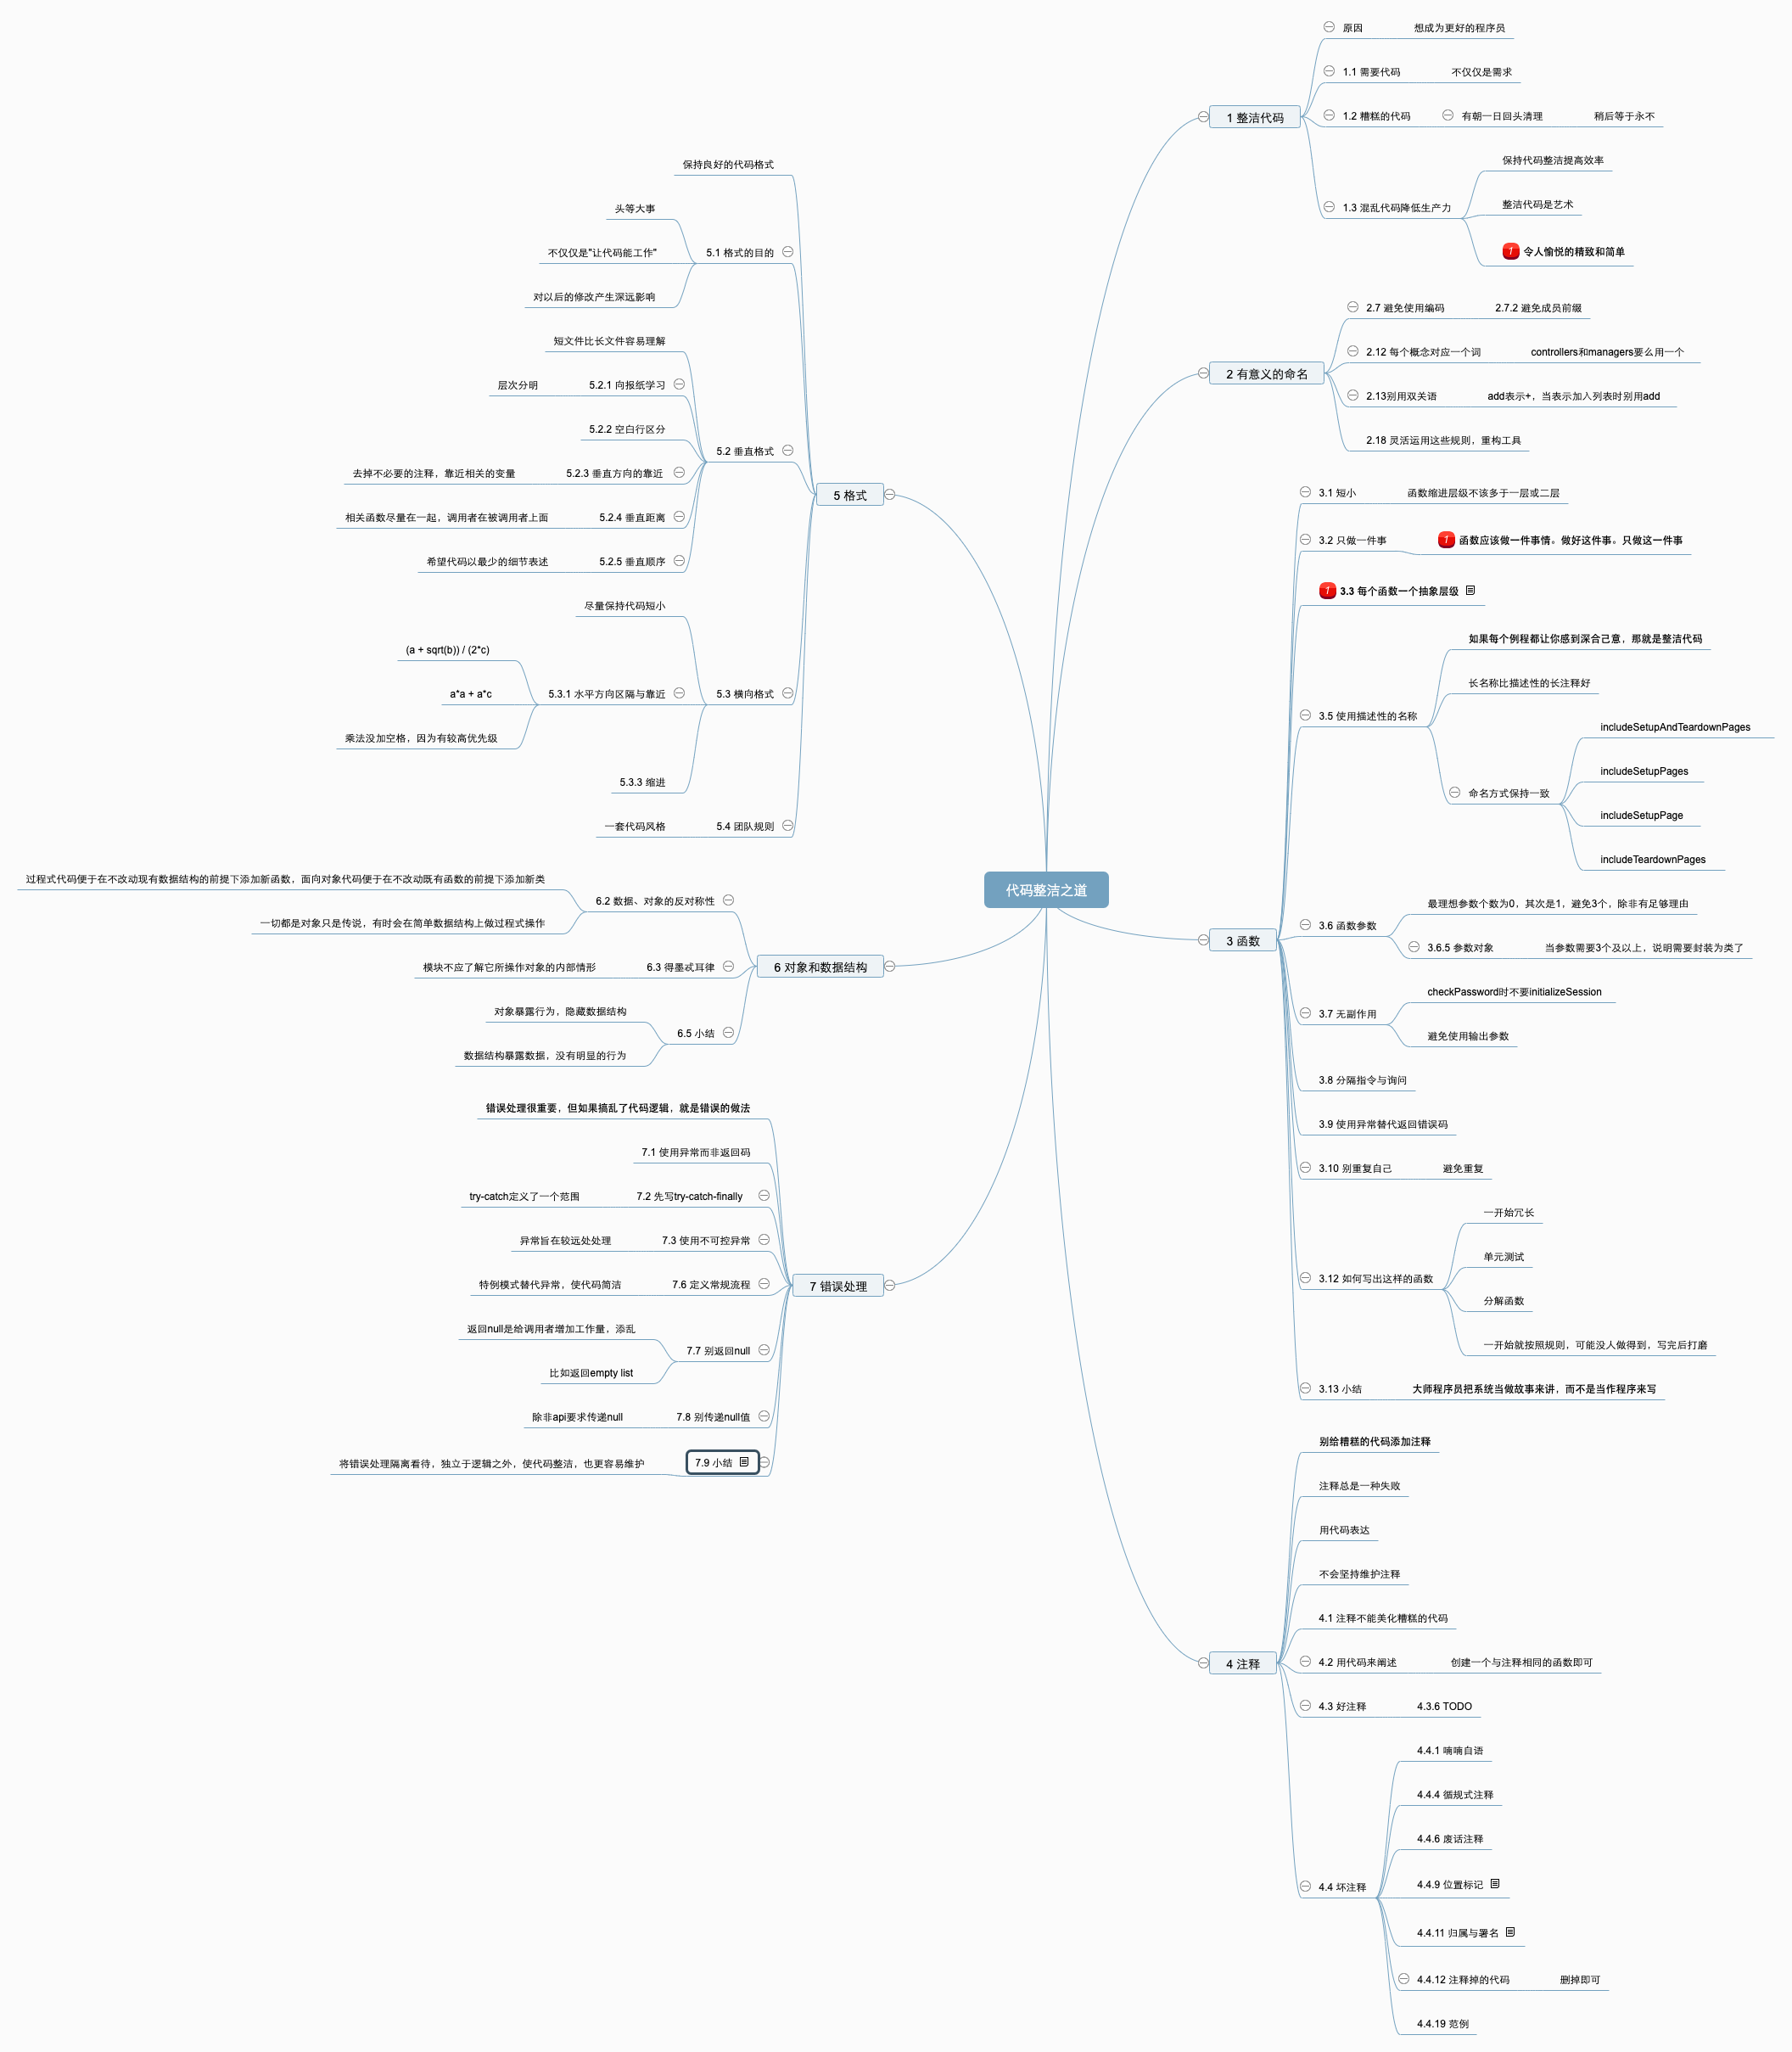 代码整洁之道
1 整洁代码
原因
想成为更好的程序员
1.1 需要代码
不仅仅是需求
1.2 糟糕的代码
有朝一日回头清理
稍后等于永不
1.3 混乱代码降低生产力
保持代码整洁提高效率
整洁代码是艺术
1 令人愉悦的精致和简单
2 有意义的命名
2.7 避免使用编码
2.7.2 避免成员前缀
2.12 每个概念对应一个词
controllers和managers要么用一个
2.13别用双关语
add表示+，当表示加入列表时别用add
2.18 灵活运用这些规则，重构工具
3 函数
3.1 短小
函数缩进层级不该多于一层或二层
3.2 只做一件事
1 函数应该做一件事情。做好这件事。只做这一件事
1 3.3 每个函数一个抽象层级
3.5 使用描述性的名称
如果每个例程都让你感到深合己意，那就是整洁代码
长名称比描述性的长注释好
命名方式保持一致
includeSetupAndTeardownPages
includeSetupPages
includeSetupPage
includeTeardownPages
3.6 函数参数
最理想参数个数为0，其次是1，避免3个，除非有足够理由
3.6.5 参数对象
当参数需要3个及以上，说明需要封装为类了
3.7 无副作用
checkPassword时不要initializeSession
避免使用输出参数
3.8 分隔指令与询问
3.9 使用异常替代返回错误码
3.10 别重复自己
避免重复
3.12 如何写出这样的函数
一开始冗长
单元测试
分解函数
一开始就按照规则，可能没人做得到，写完后打磨
3.13 小结
大师程序员把系统当做故事来讲，而不是当作程序来写
4 注释
别给糟糕的代码添加注释
注释总是一种失败
用代码表达
不会坚持维护注释
4.1 注释不能美化糟糕的代码
4.2 用代码来阐述
创建一个与注释相同的函数即可
4.3 好注释
4.3.6 TODO
4.4 坏注释
4.4.1 喃喃自语
4.4.4 循规式注释
4.4.6 废话注释
4.4.9 位置标记
4.4.11 归属与署名
4.4.12 注释掉的代码
删掉即可
4.4.19 范例
5 格式
保持良好的代码格式
5.1 格式的目的
头等大事
不仅仅是"让代码能工作"
对以后的修改产生深远影响
5.2 垂直格式
短文件比长文件容易理解
5.2.1 向报纸学习
层次分明
5.2.2 空白行区分
5.2.3 垂直方向的靠近
去掉不必要的注释，靠近相关的变量
5.2.4 垂直距离
相关函数尽量在一起，调用者在被调用者上面
5.2.5 垂直顺序
希望代码以最少的细节表述
5.3 横向格式
尽量保持代码短小
5.3.1 水平方向区隔与靠近
(a + sqrt(b)) / (2*c)
a*a + a*c
乘法没加空格，因为有较高优先级
5.3.3 缩进
5.4 团队规则
一套代码风格
6 对象和数据结构
6.2 数据、对象的反对称性
过程式代码便于在不改动现有数据结构的前提下添加新函数，面向对象代码便于在不改动既有函数的前提下添加新类
一切都是对象只是传说，有时会在简单数据结构上做过程式操作
6.3 得墨忒耳律
模块不应了解它所操作对象的内部情形
6.5 小结
对象暴露行为，隐藏数据结构
数据结构暴露数据，没有明显的行为
7 错误处理
错误处理很重要，但如果搞乱了代码逻辑，就是错误的做法
7.1 使用异常而非返回码
7.2 先写try-catch-finally
try-catch定义了一个范围
7.3 使用不可控异常
异常旨在较远处处理
7.6 定义常规流程
特例模式替代异常，使代码简洁
7.7 别返回null
返回null是给调用者增加工作量，添乱
比如返回empty list
7.8 别传递null值
除非api要求传递null
7.9 小结
将错误处理隔离看待，独立于逻辑之外，使代码整洁，也更容易维护